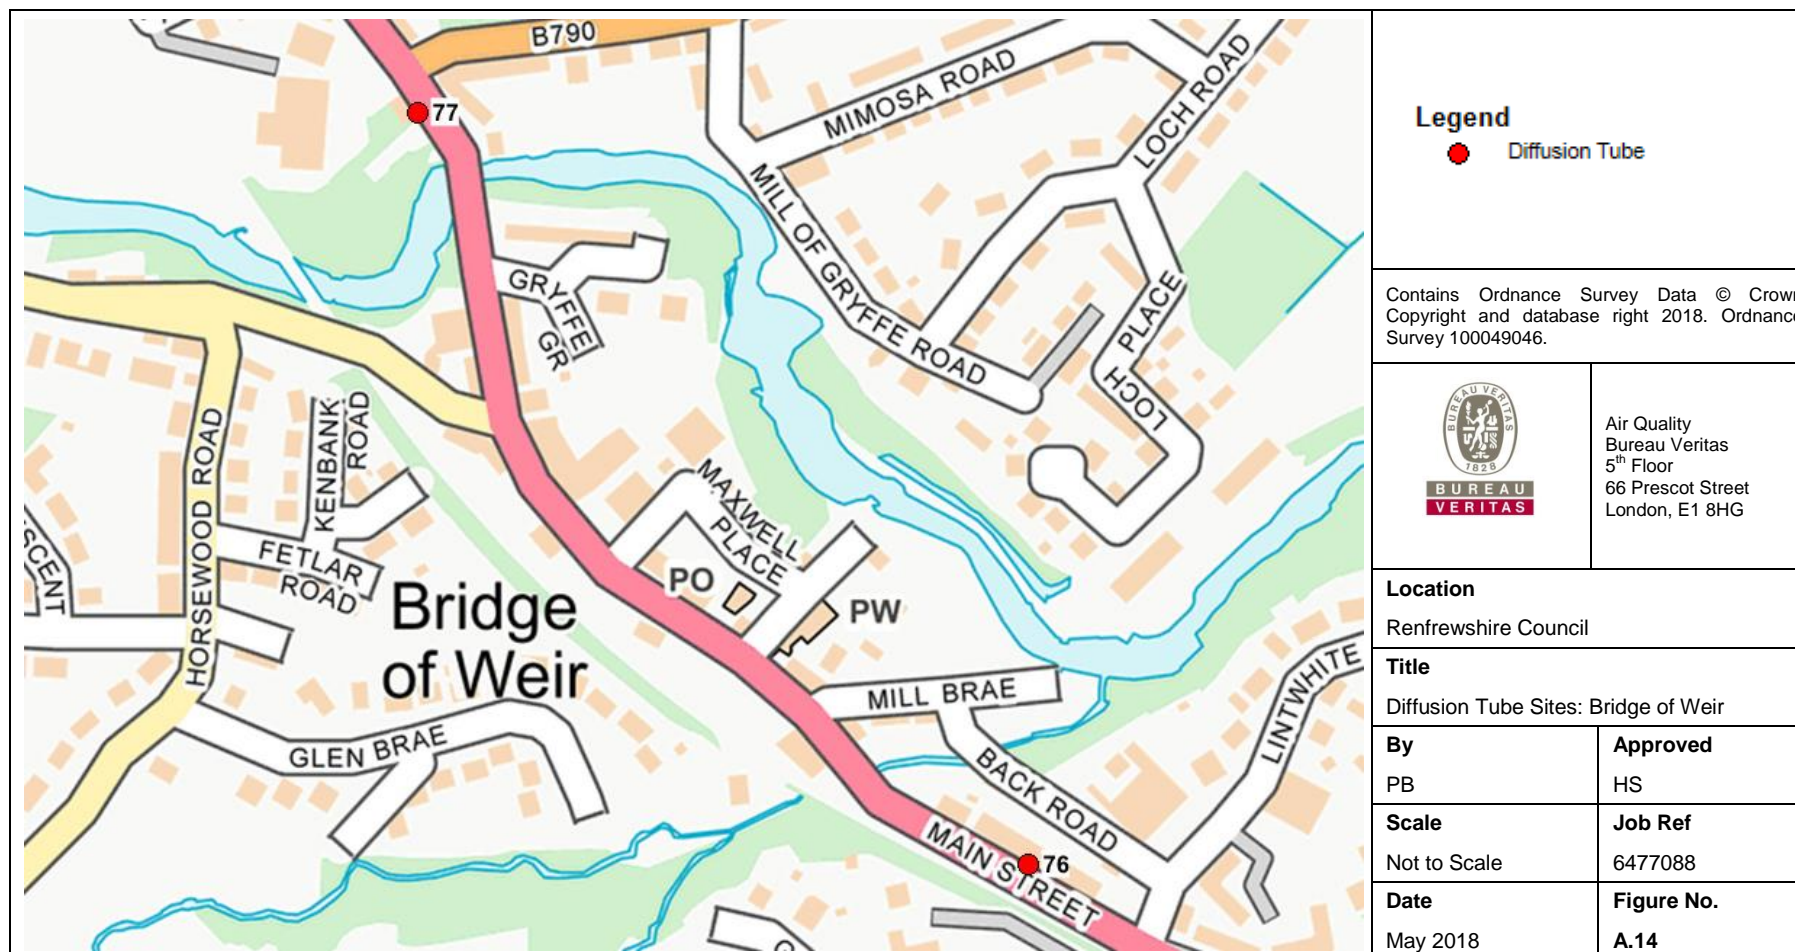 B790
77
MIMOSA ROAD
LOCH ROAD
MILL OF GRYFFE ROAD
GRYFFE
GR
LOCH
PLACE
HORSEWOOD ROAD
KENBANK
ROAD
FETLAR
ROAD
SCENT
MAXWELL
PLACE
PO
PW
Bridge
of Weir
MILL BRAE
GLEN BRAE
BACK ROAD
LINTWHITE
MAIN STREET
76
Legend
Diffusion Tube
Contains Ordnance Survey Data © Crown
Copyright and database right 2018. Ordnance
Survey 100049046.
BUREAU VERITAS
1828
BUREAU
VERITAS
Air Quality
Bureau Veritas
5th Floor
66 Prescot Street
London, E1 8HG
Location
Renfrewshire Council
Title
Diffusion Tube Sites: Bridge of Weir
By
Approved
PB
HS
Scale
Job Ref
Not to Scale
6477088
Date
Figure No.
May 2018
A.14